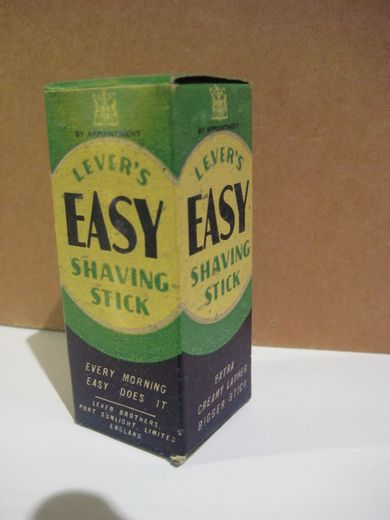 BY APPOINTMENT
LEVER'S
EASY
SHAVING
STICK
EVERY MORNING
EASY DOES IT
LEVER BROTHERS,
PORT SUNLIGHT, LIMITED
ENGLAND
BY APPOINTMENT
LEVER'S
EASY
SHAVING
STICK
EXTRA
CREAMY LATHER
BIGGER STICK